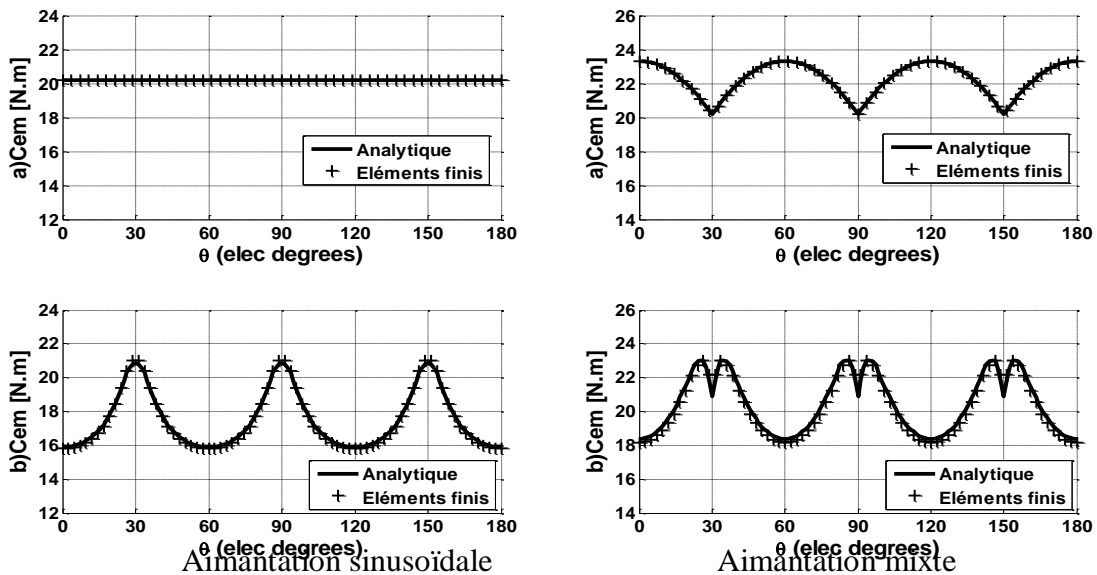 24
22
20
18
16
14
12
a)Cem [N.m]
Analytique
Eléments finis
0 30 60 90 120 150 180
θ (elec degrees)
26
24
22
20
18
16
14
a)Cem [N.m]
Analytique
Eléments finis
0 30 60 90 120 150 180
θ (elec degrees)
24
22
20
18
16
14
12
b)Cem [N.m]
Analytique
Eléments finis
0 30 60 90 120 150 180
θ (elec degrees)
Aimantation sinusoïdale
26
24
22
20
18
16
14
b)Cem [N.m]
Analytique
Eléments finis
0 30 60 90 120 150 180
θ (elec degrees)
Aimantation mixte